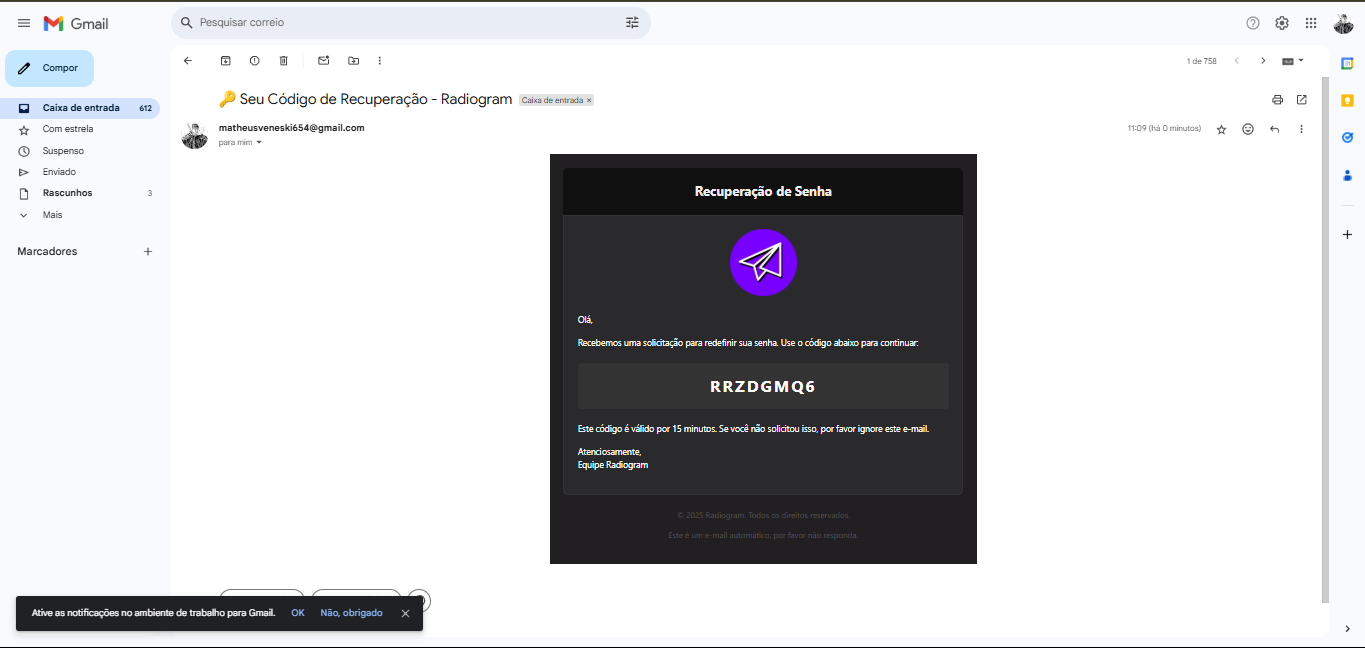 Gmail
Pesquisar correio
Compor
1 de 758
Caixa de entrada 612
Com estrela
Suspenso
Enviado
Rascunhos 3
Mais
Marcadores
🔑 Seu Código de Recuperação - Radiogram Caixa de entrada ×
matheusveneski654@gmail.com
11:09 (há 0 minutos)
para mim
Recuperação de Senha
Olá,
Recebemos uma solicitação para redefinir sua senha. Use o código abaixo para continuar:
RRZDGMQ6
Este código é válido por 15 minutos. Se você não solicitou isso, por favor ignore este e-mail.
Atenciosamente,
Equipe Radiogram
© 2025 Radiogram. Todos os direitos reservados.
Este é um e-mail automático, por favor não responda.
Ative as notificações no ambiente de trabalho para Gmail. OK Não, obrigado